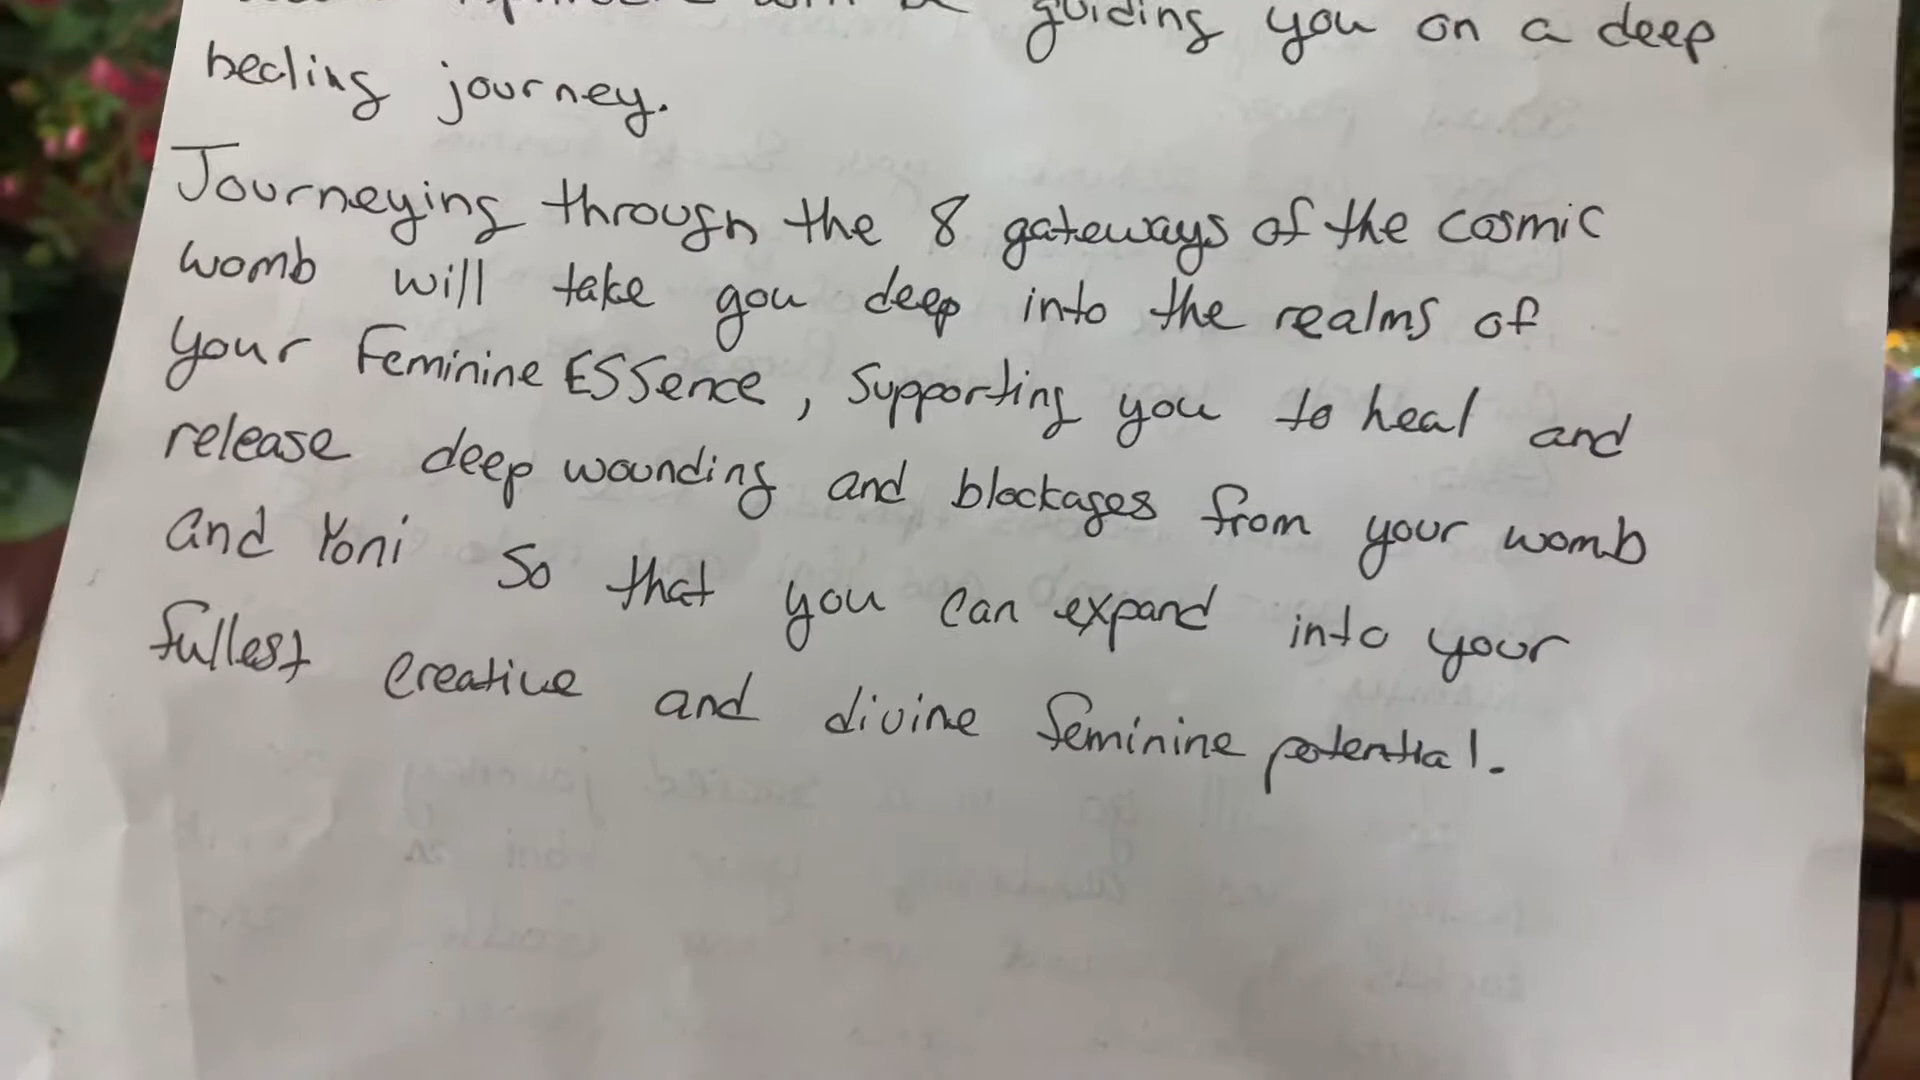 guiding you on a deep
healing journey.
Journeying through the 8 gateways of the cosmic
womb will take you deep into the realms of
your Feminine ESSence, Supporting you to heal and
release deep wounding and blockages from your womb
and Yoni So that you can expand into your
fullest creative and divine feminine potential.